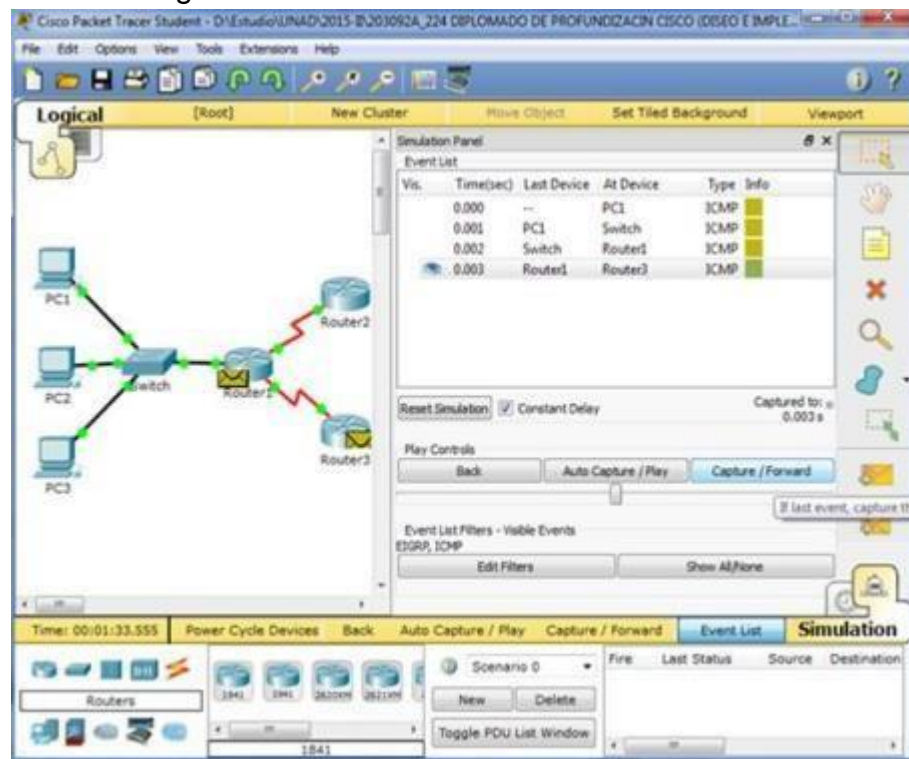 Cisco Packet Tracer Student - D:\Estudio\UNAD\2015-II\203092A_224 DIPLOMADO DE PROFUNDIZACIN CISCO (DISEO E IMPLE...
File Edit Options View Tools Extensions Help
Logical [Root] New Cluster Move Object Set Tiled Background Viewport
Simulation Panel
Event List
Vis. Time(sec) Last Device At Device Type Info
0.000 -- PC1 ICMP
0.001 PC1 Switch ICMP
0.002 Switch Router1 ICMP
0.003 Router1 Router3 ICMP
PC1
Router2
Switch
Router1
PC2
Router3
PC3
Reset Simulation Constant Delay Captured to:
0.003 s
Play Controls
Back Auto Capture / Play Capture / Forward
If last event, capture th
Event List Filters - Visible Events
EIGRP, ICMP
Edit Filters Show All/None
Time: 00:01:33.555 Power Cycle Devices Back Auto Capture / Play Capture / Forward Event List Simulation
Routers
1841 1941 2620XM 2621XM
1841
Scenario 0
New Delete
Toggle PDU List Window
Fire Last Status Source Destination